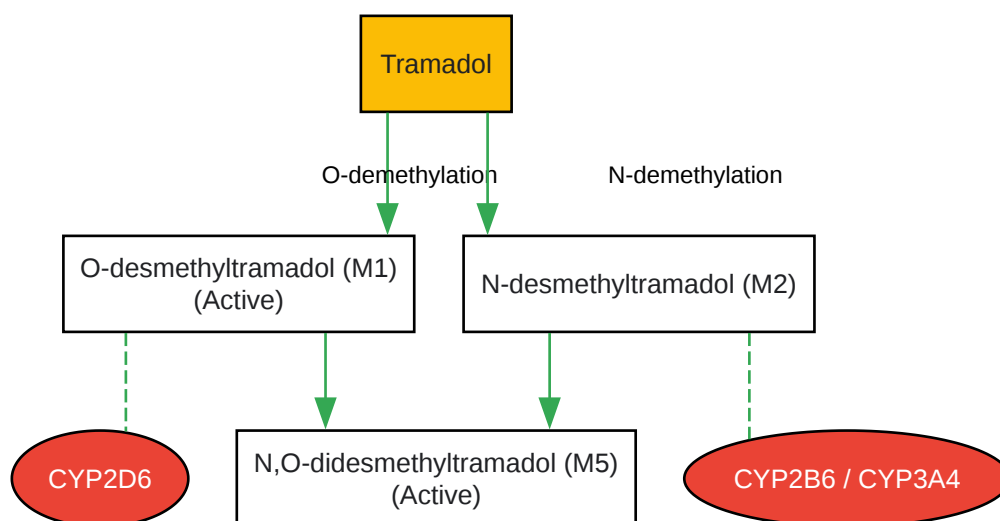 Tramadol
O-demethylation
N-demethylation
O-desmethyltramadol (M1)
(Active)
N-desmethyltramadol (M2)
CYP2D6
N,O-didesmethyltramadol (M5)
(Active)
CYP2B6 / CYP3A4